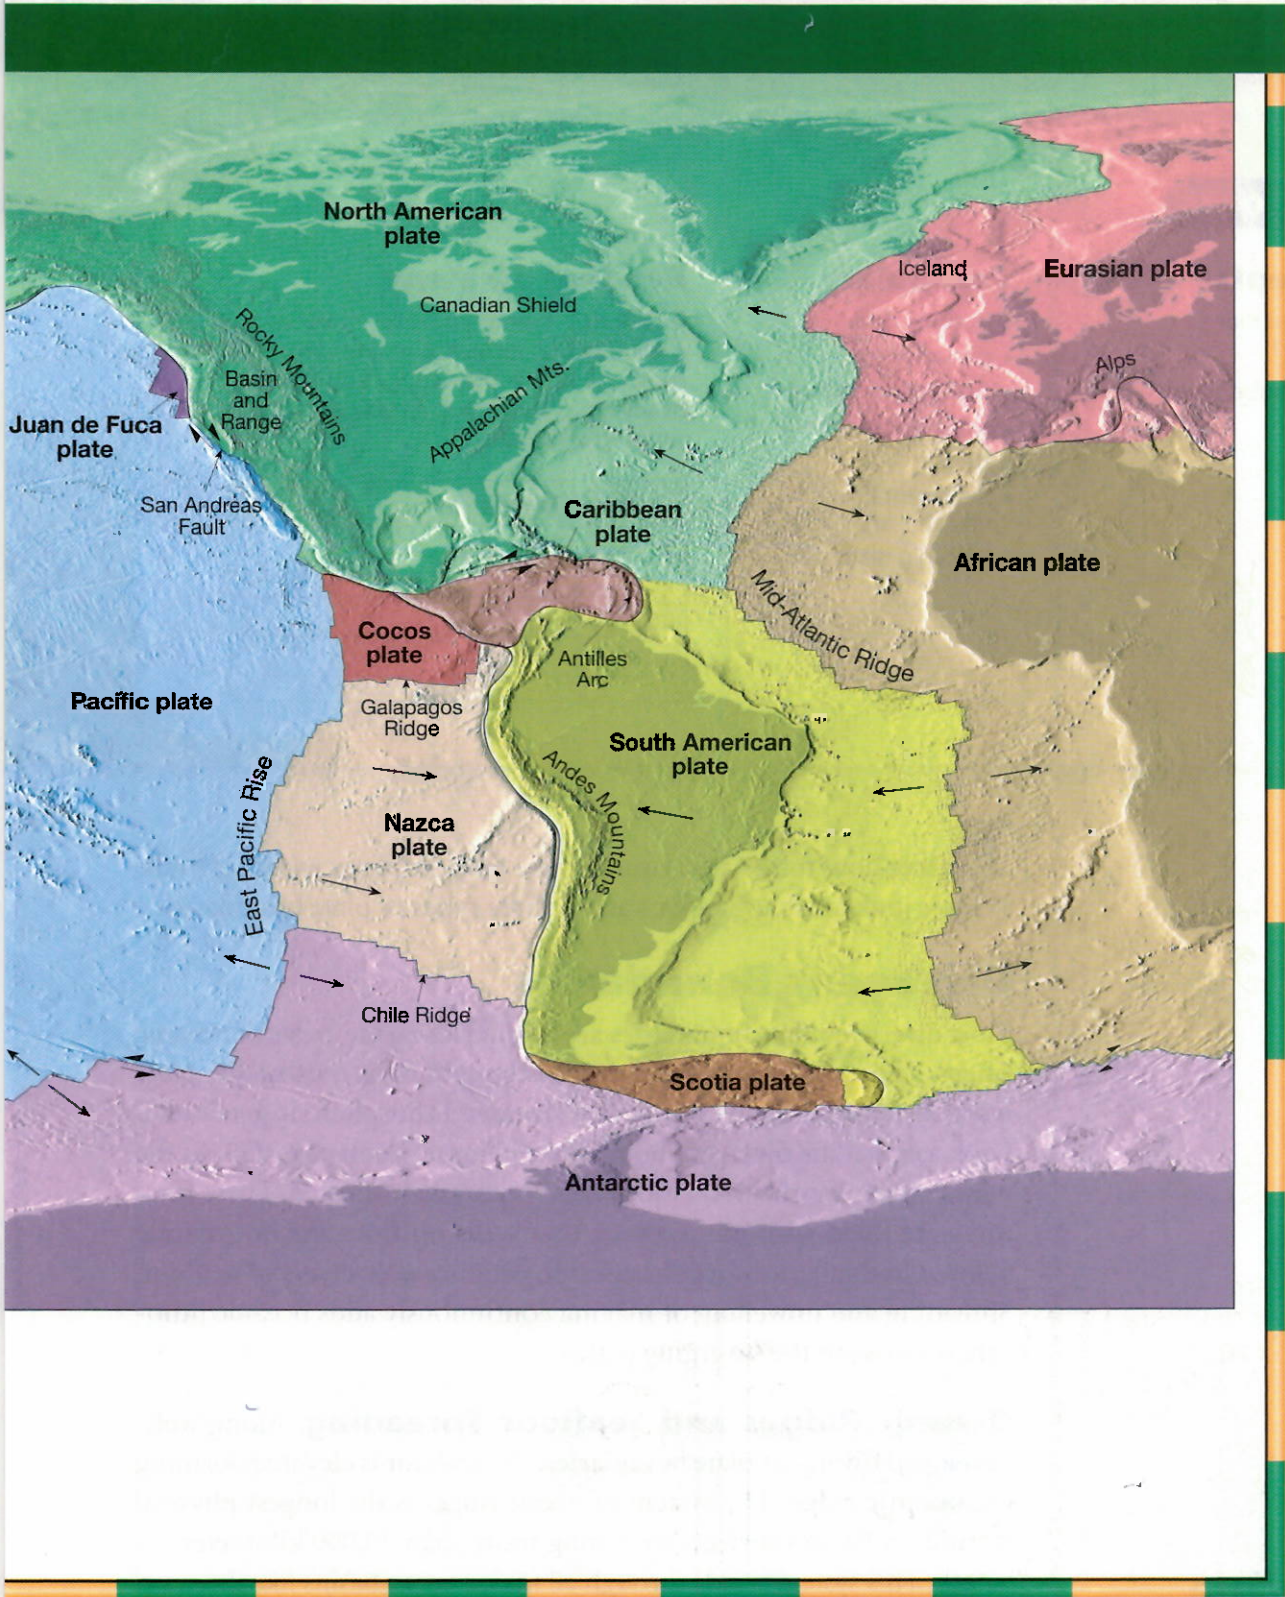 North American
plate
Iceland
Eurasian plate
Canadian Shield
Rocky Mountains
Alps
Basin
and
Range
Appalachian Mts.
Juan de Fuca
plate
San Andreas
Fault
Caribbean
plate
African plate
Mid-Atlantic Ridge
Cocos
plate
Antilles
Arc
Pacific plate
Galapagos
Ridge
South American
plate
Andes Mountains
East Pacific Rise
Nazca
plate
Chile Ridge
Scotia plate
Antarctic plate